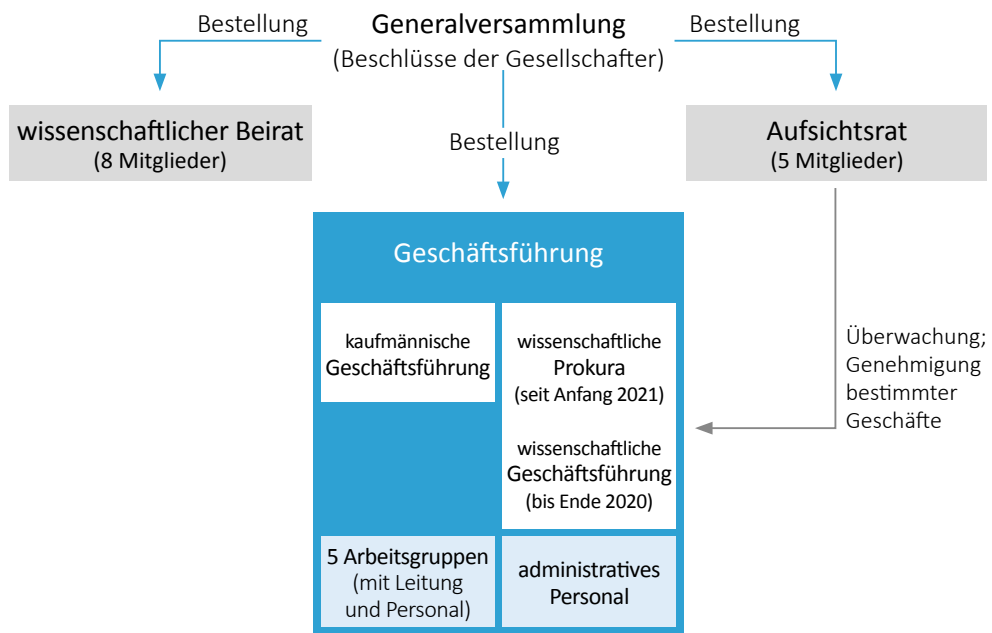 Bestellung
Generalversammlung
Bestellung
(Beschlüsse der Gesellschafter)
wissenschaftlicher Beirat
(8 Mitglieder)
Bestellung
Aufsichtsrat
(5 Mitglieder)
Geschäftsführung
kaufmännische
Geschäftsführung
wissenschaftliche
Prokura
(seit Anfang 2021)
wissenschaftliche
Geschäftsführung
(bis Ende 2020)
Überwachung;
Genehmigung
bestimmter
Geschäfte
5 Arbeitsgruppen
(mit Leitung
und Personal)
administratives
Personal